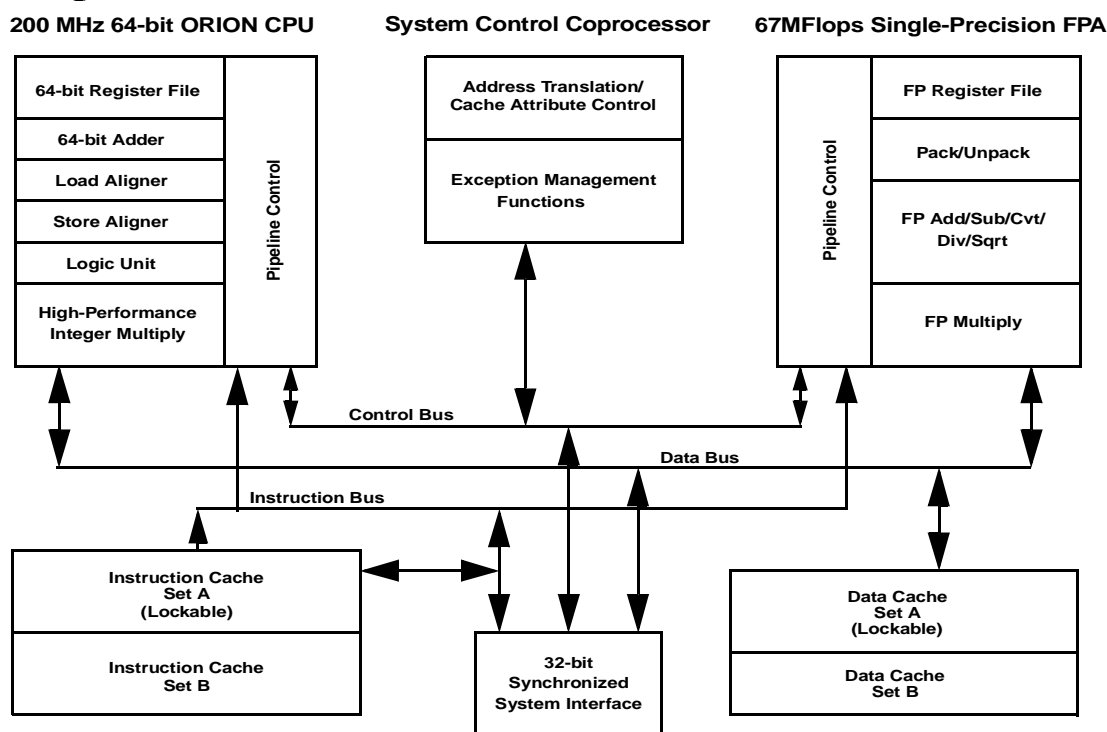 200 MHz 64-bit ORION CPU
System Control Coprocessor
67MFlops Single-Precision FPA
64-bit Register File
64-bit Adder
Load Aligner
Store Aligner
Logic Unit
High-Performance
Integer Multiply
Pipeline Control
Address Translation/
Cache Attribute Control
Exception Management
Functions
Pipeline Control
FP Register File
Pack/Unpack
FP Add/Sub/Cvt/
Div/Sqrt
FP Multiply
Control Bus
Data Bus
Instruction Bus
Instruction Cache
Set A
(Lockable)
Instruction Cache
Set B
32-bit
Synchronized
System Interface
Data Cache
Set A
(Lockable)
Data Cache
Set B